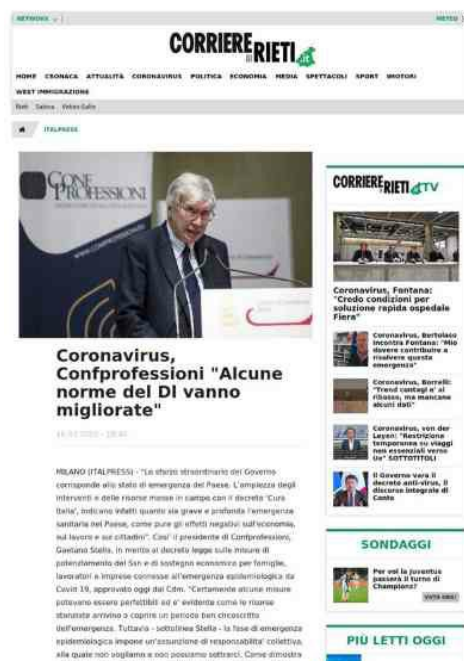 NETWORK
METEO
CORRIERE DI RIETI .it
HOME CRONACA ATTUALITÀ CORONAVIRUS POLITICA ECONOMIA MEDIA SPETTACOLI SPORT MOTORI
WEST IMMIGRAZIONE
Rieti Sabina
ITALPRESS
CONF
PROFESSIONI
Coronavirus,
Confprofessioni "Alcune
norme del Dl vanno
migliorate"
MILANO (ITALPRESS) - "Lo sforzo straordinario del Governo
corrisponde allo stato di emergenza del Paese. L'ampiezza degli
interventi e delle risorse messe in campo con il decreto 'Cura
Italia', indicano infatti quanto sia grave e profonda l'emergenza
sanitaria nel Paese, come pure gli effetti negativi sull'economia,
sul lavoro e sui cittadini". Così il presidente di Confprofessioni,
Gaetano Stella, in merito al decreto legge sulle misure di
potenziamento del Ssn e di sostegno economico per famiglie,
lavoratori e imprese connesse all'emergenza epidemiologica da
Covid 19, approvato oggi dal Cdm. "Certamente alcune misure
potevano essere perfettibili ed e' evidente come le risorse
stanziate arrivino a coprire un periodo ben circoscritto
dell'emergenza. Tuttavia - sottolinea Stella - la fase di emergenza
epidemiologica impone un'assunzione di responsabilita' collettiva,
alla quale non vogliamo e non possiamo sottrarci. Come dimostra
CORRIERE DI RIETI TV
Coronavirus, Fontana:
"Credo condizioni per
soluzione rapida ospedale
Fiera"
Coronavirus, Bertolaso
incontra Fontana: "Mio
dovere contribuire a
risolvere questa
emergenza"
Coronavirus, Borrelli:
"Trend contagi e' al
ribasso, ma mancano
alcuni dati"
Coronavirus, von der
Leyen: "Restrizione
temporanea su viaggi
non essenziali verso
Ue" SOTTOTITOLI
Il Governo vara il
decreto anti-virus, il
discorso integrale di
Conte
SONDAGGI
Per voi la Juventus
passerà il turno di
Champions?
VOTA ORA!
PIÙ LETTI OGGI